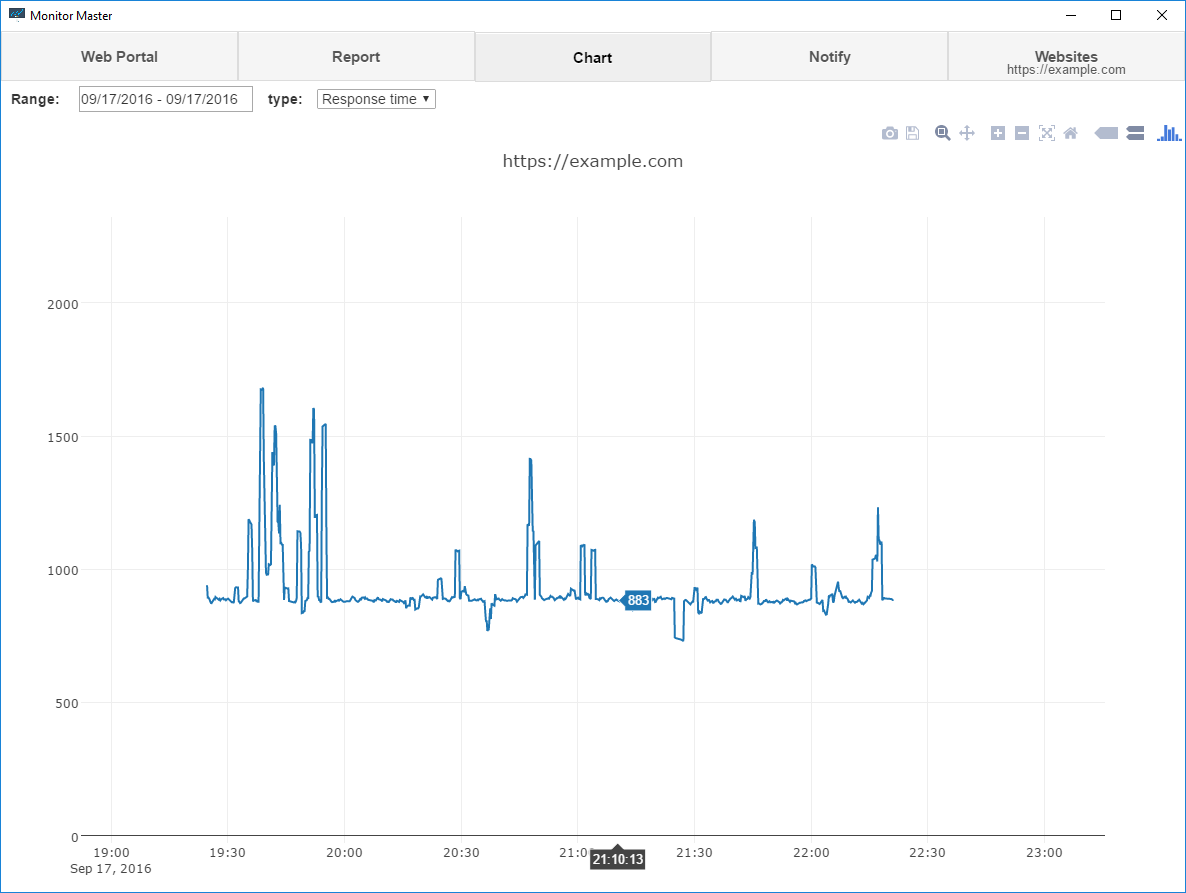 Monitor Master
Web Portal
Report
Chart
Notify
Websites
https://example.com
Range: 09/17/2016 - 09/17/2016 type: Response time
https://example.com
2000
1500
1000
883
500
0
19:00 19:30 20:00 20:30 21:0 21:10:13 21:30 22:00 22:30 23:00
Sep 17, 2016